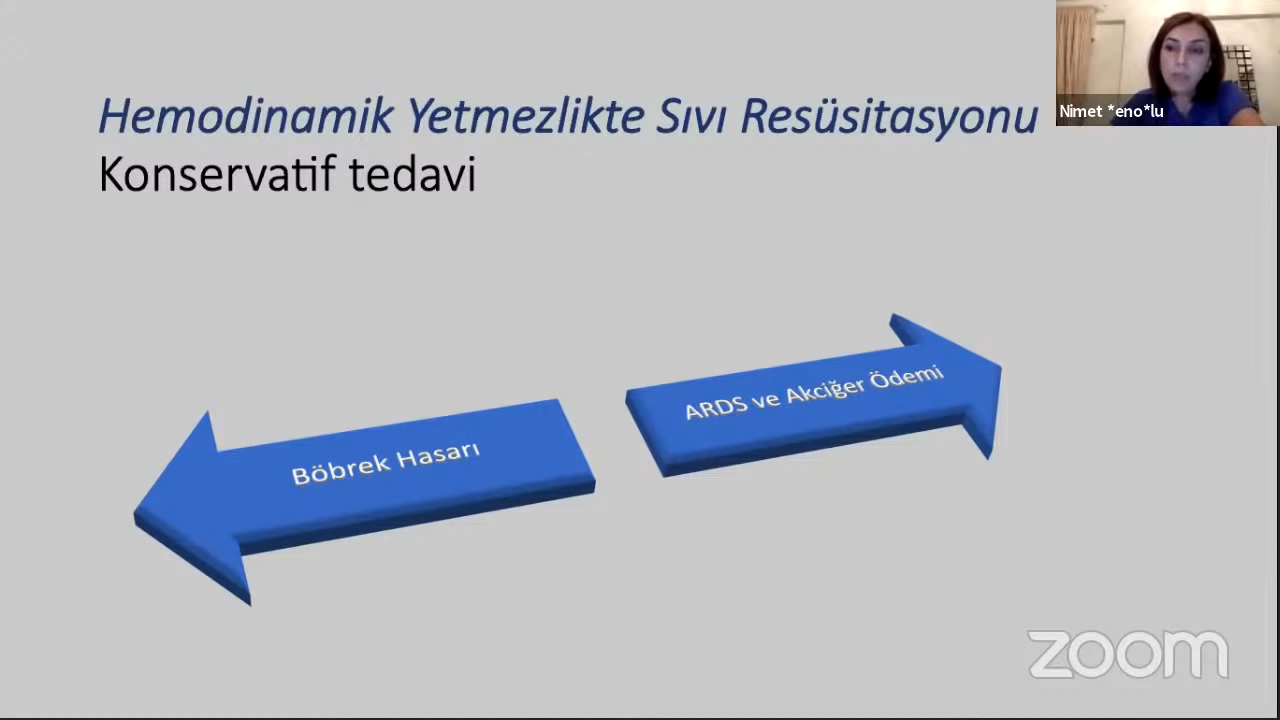 Hemodinamik Yetmezlikte Sıvı Resüsitasyonu
Konservatif tedavi
Nimet *eno*lu
ARDS ve Akciğer Ödemi
Böbrek Hasarı
zoom